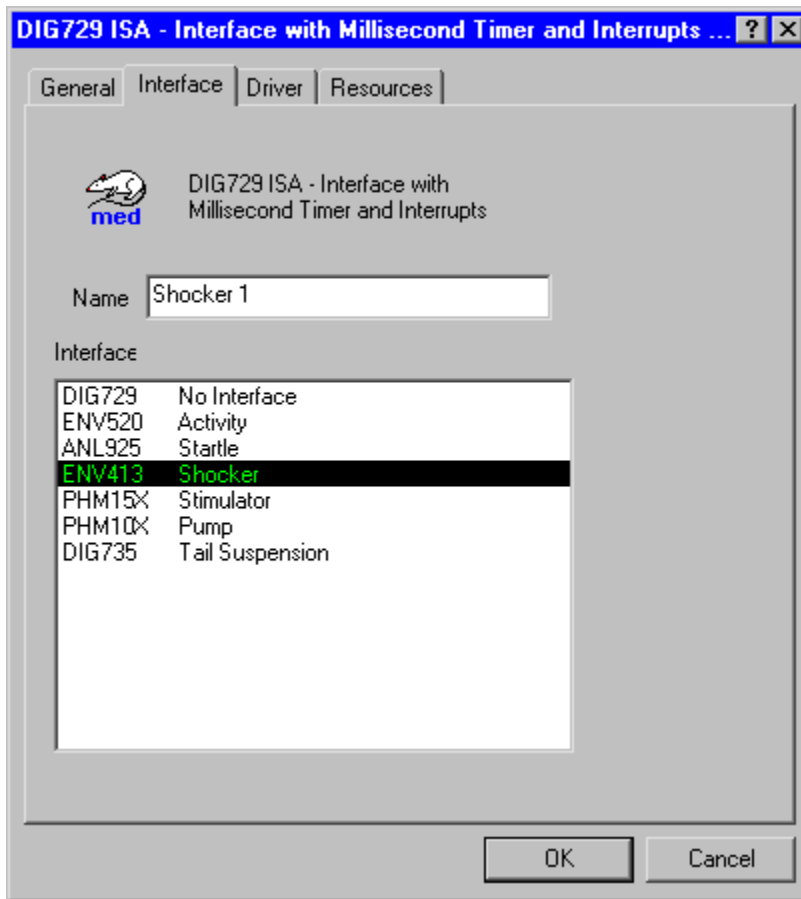 DIG729 ISA - Interface with Millisecond Timer and Interrupts ... ? X
General Interface Driver Resources
med
DIG729 ISA - Interface with
Millisecond Timer and Interrupts
Name Shocker 1
Interface
DIG729 No Interface
ENV520 Activity
ANL925 Startle
ENV413 Shocker
PHM15X Stimulator
PHM10X Pump
DIG735 Tail Suspension
OK Cancel